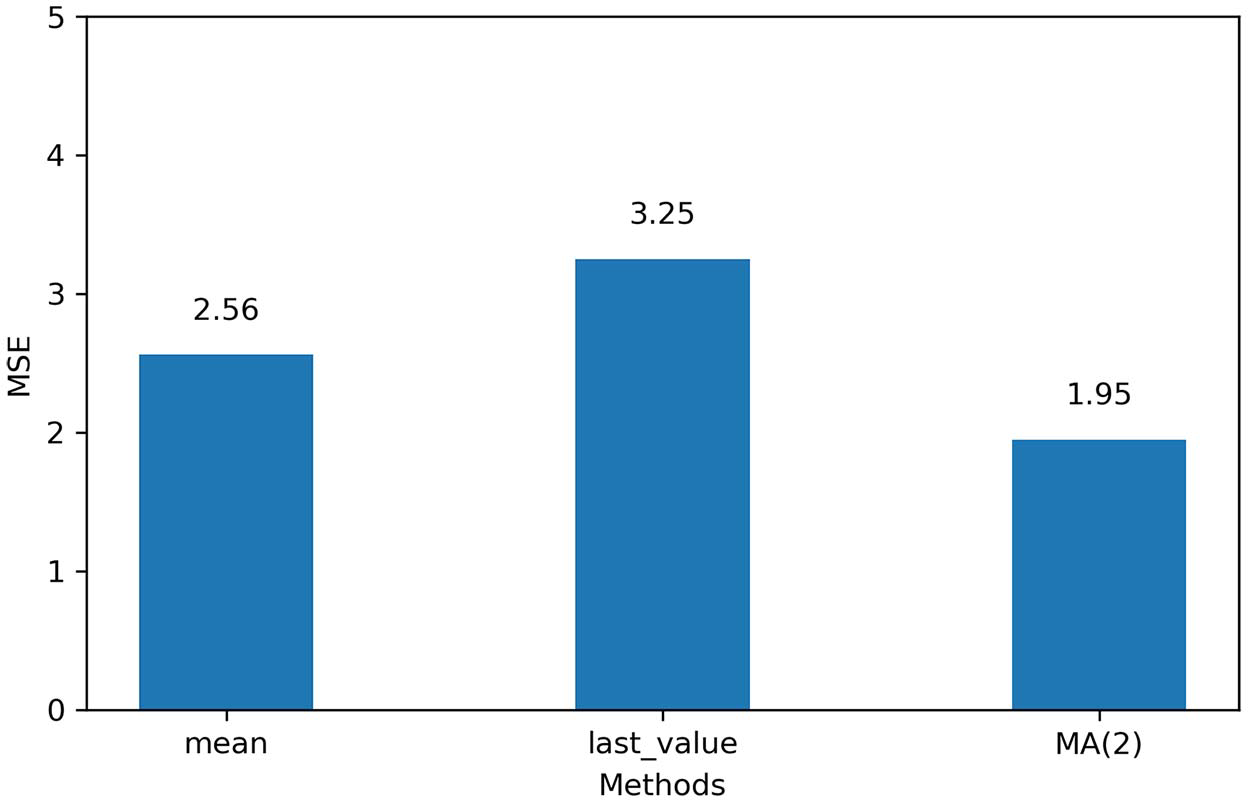 5
4
3
2
1
0
MSE
2.56
3.25
1.95
mean
last_value
MA(2)
Methods